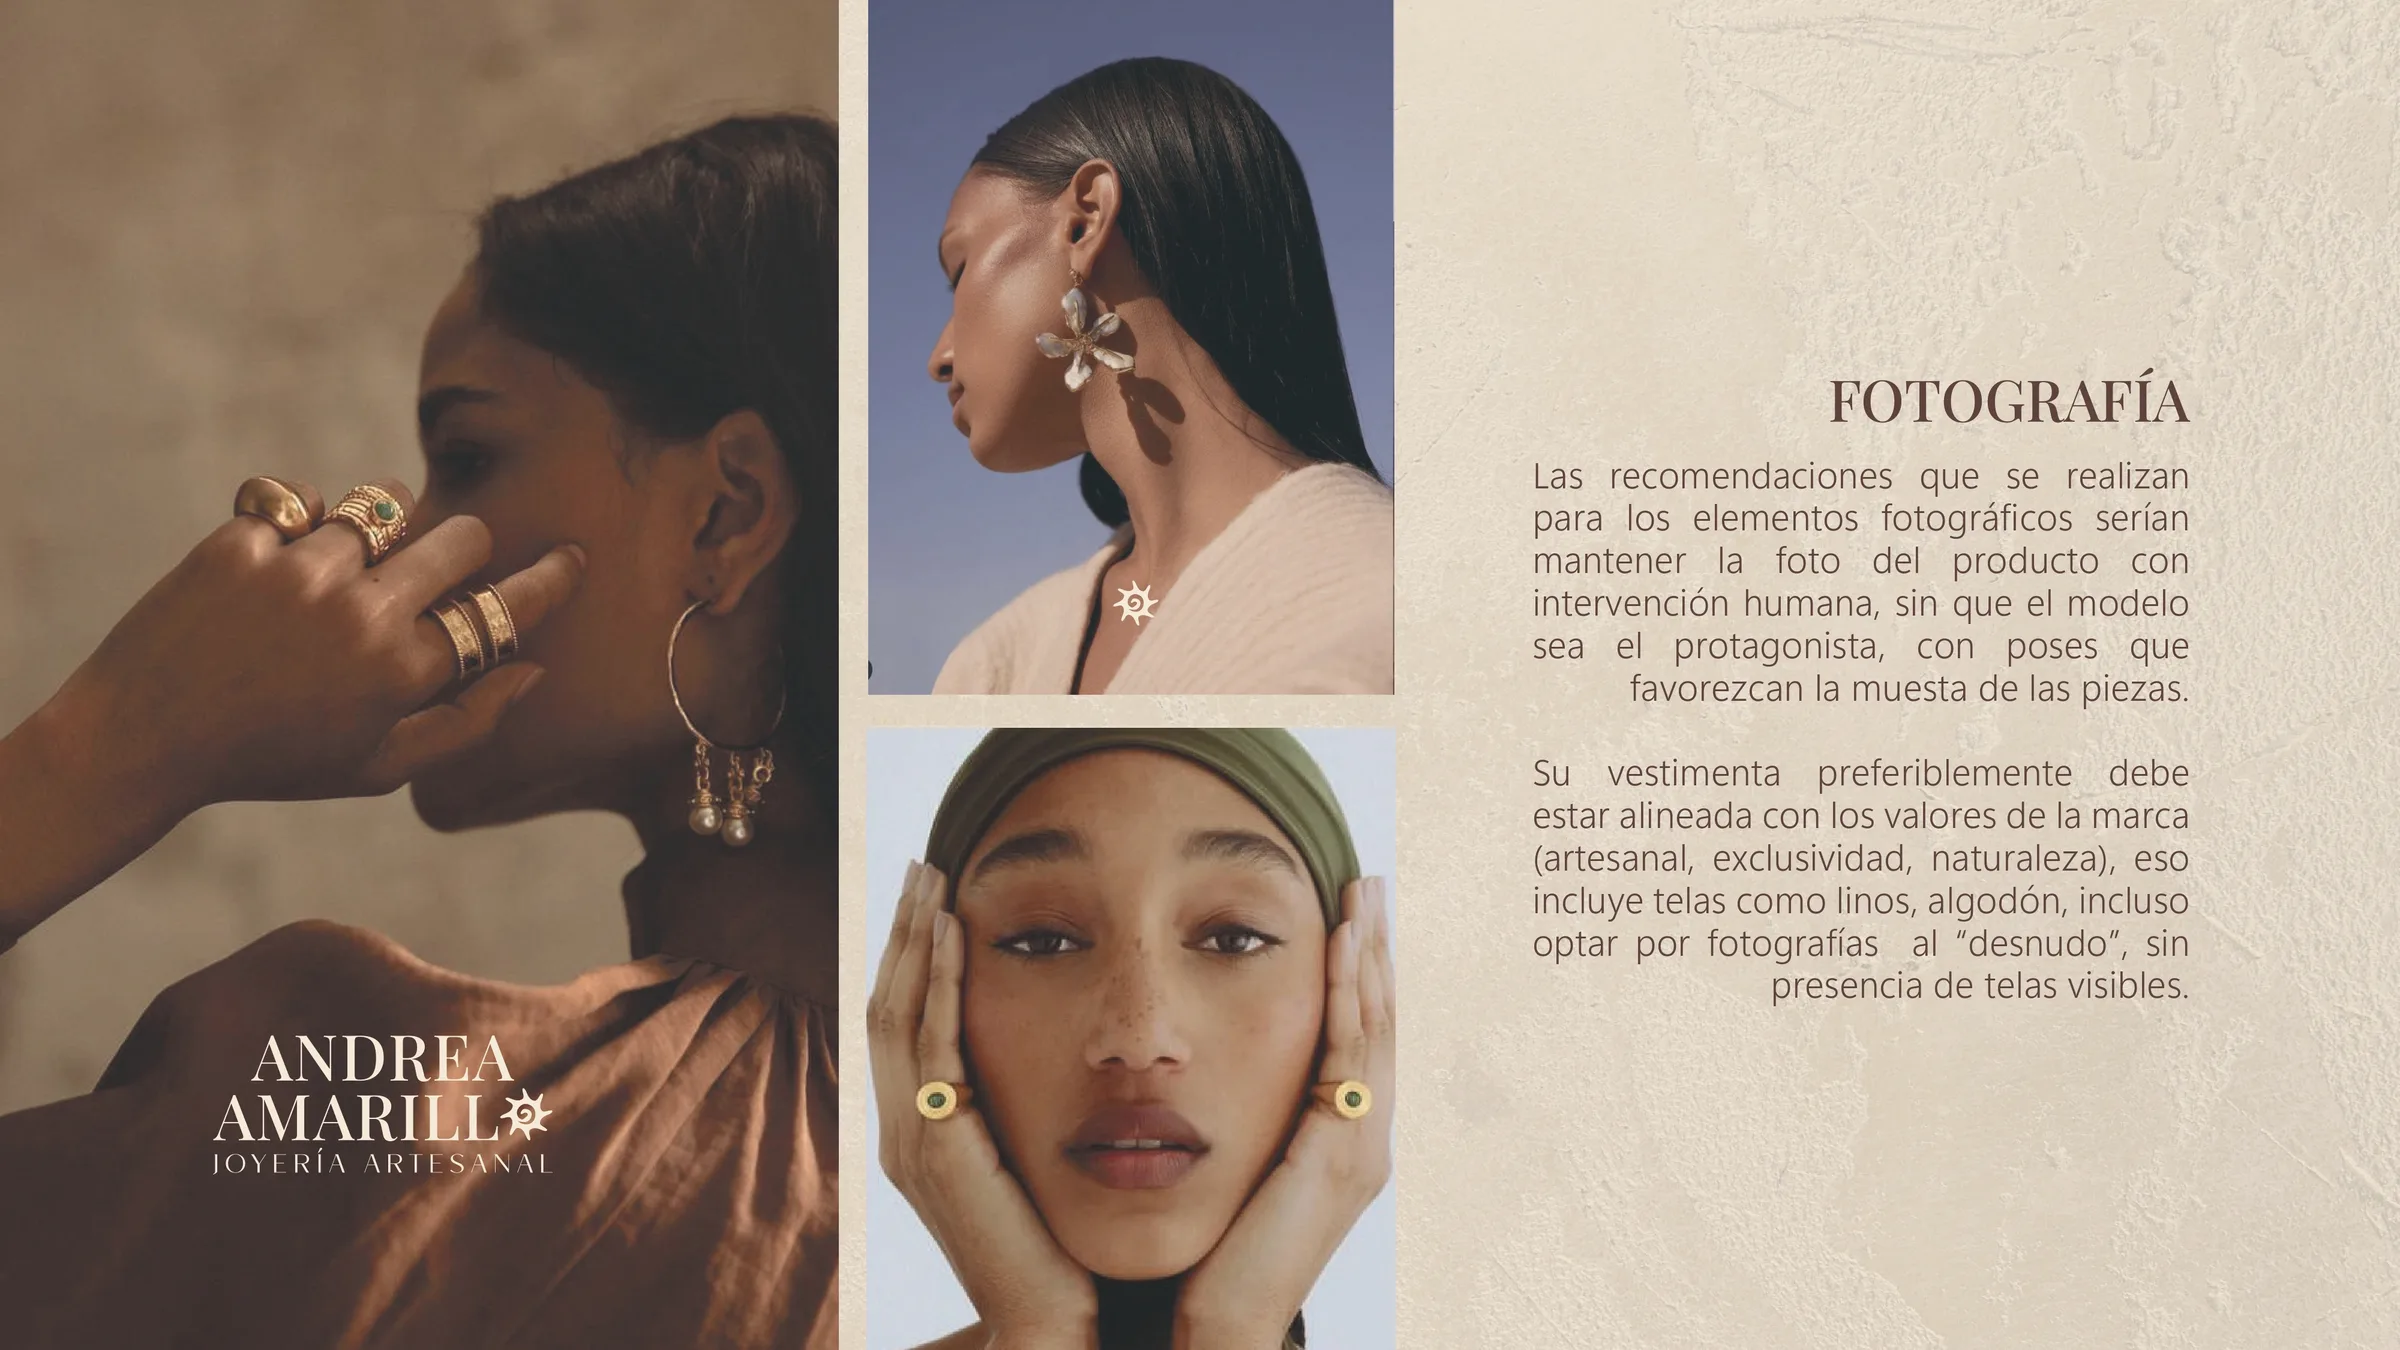 ANDREA
AMARILLO
JOYERÍA ARTESANAL
FOTOGRAFÍA
Las recomendaciones que se realizan
para los elementos fotográficos serían
mantener la foto del producto con
intervención humana, sin que el modelo
sea el protagonista, con poses que
favorezcan la muesta de las piezas.
Su vestimenta preferiblemente debe
estar alineada con los valores de la marca
(artesanal, exclusividad, naturaleza), eso
incluye telas como linos, algodón, incluso
optar por fotografías al “desnudo”, sin
presencia de telas visibles.